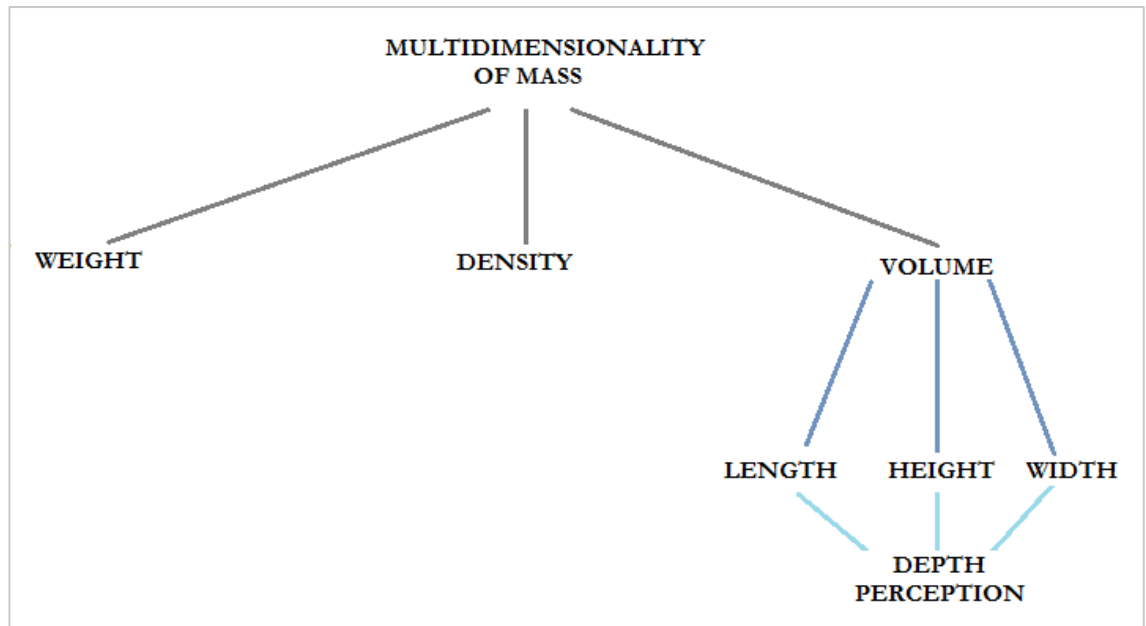 MULTIDIMENSIONALITY
OF MASS
WEIGHT
DENSITY
VOLUME
LENGTH
HEIGHT
WIDTH
DEPTH
PERCEPTION